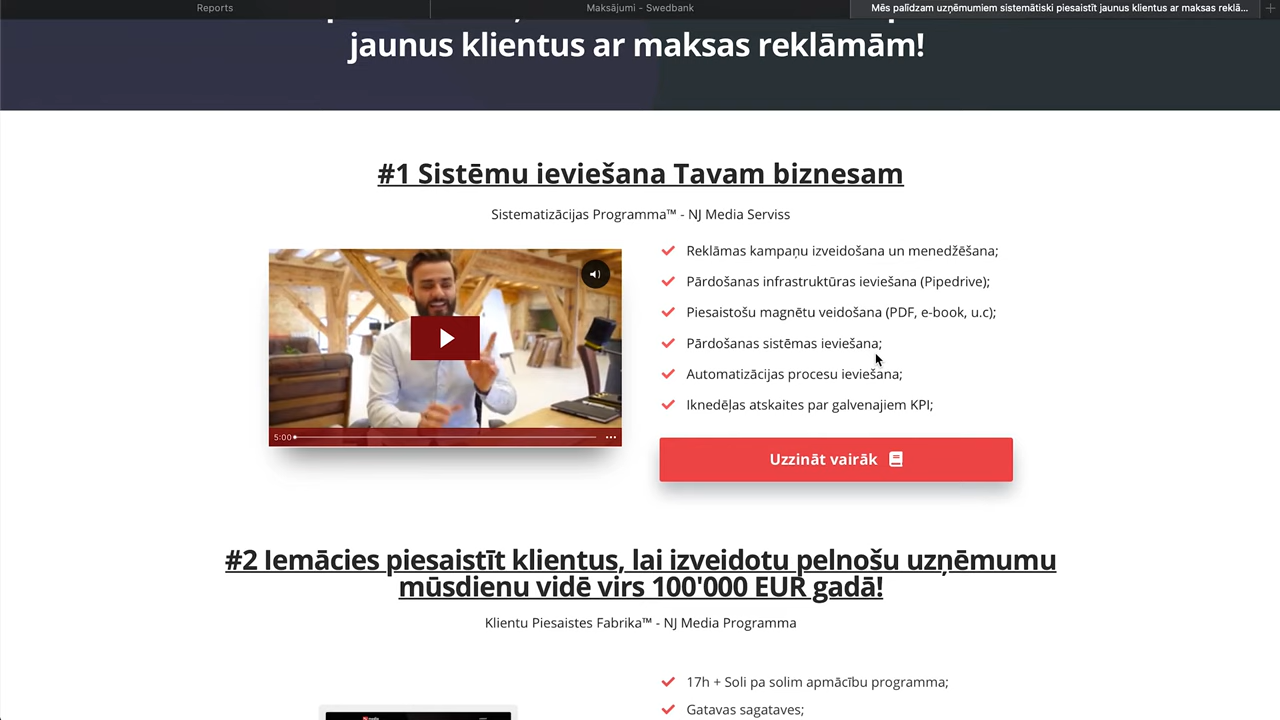 Reports
Maksājumi - Swedbank
Mēs palīdzam uzņēmumiem sistemātiski piesaistīt jaunus klientus ar maksas reklā...
jaunus klientus ar maksas reklāmām!
#1 Sistēmu ieviešana Tavam biznesam
Sistematizācijas Programma™ - NJ Media Serviss
Reklāmas kampaņu izveidošana un menedžēšana;
Pārdošanas infrastruktūras ieviešana (Pipedrive);
Piesaistošu magnētu veidošana (PDF, e-book, u.c);
Pārdošanas sistēmas ieviešana;
Automatizācijas procesu ieviešana;
Iknedēļas atskaites par galvenajiem KPI;
5:00
Uzzināt vairāk
#2 Iemācies piesaistīt klientus, lai izveidotu pelnošu uzņēmumu
mūsdienu vidē virs 100'000 EUR gadā!
Klientu Piesaistes Fabrika™ - NJ Media Programma
17h + Soli pa solim apmācību programma;
Gatavas sagataves;